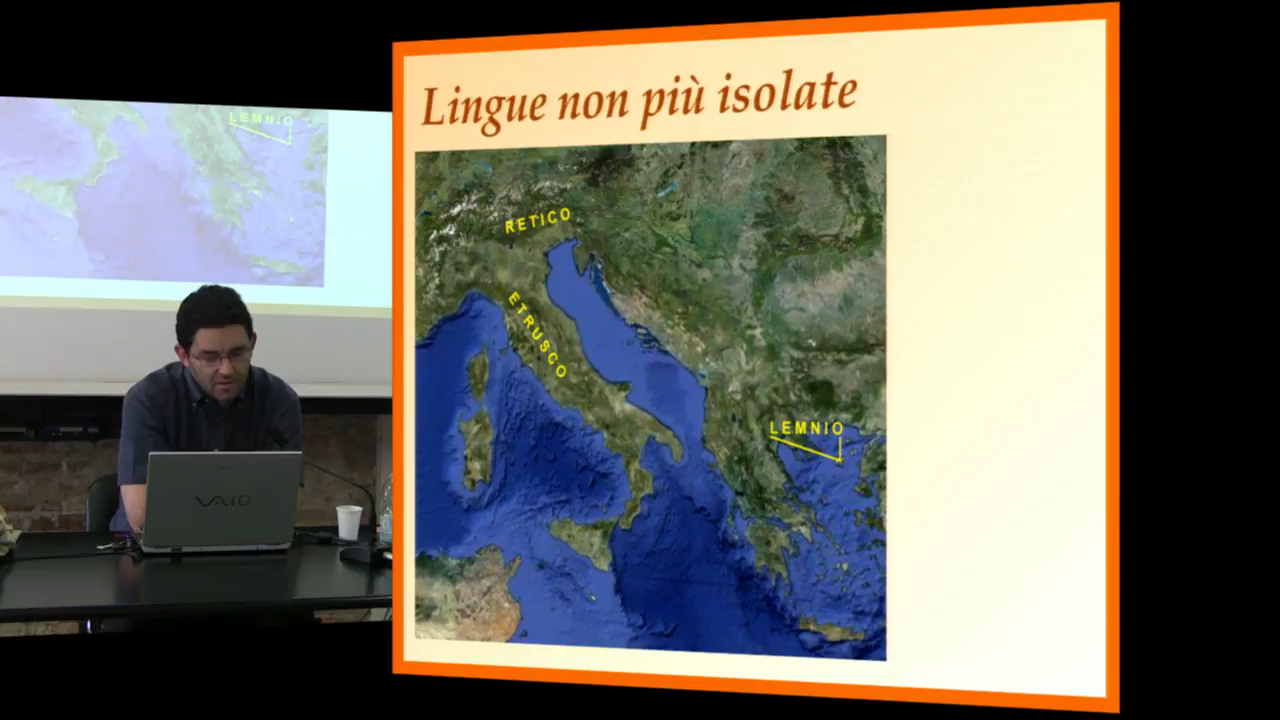 LEMNIO
VAIO
Lingue non più isolate
RETICO
ETRUSCO
LEMNIO